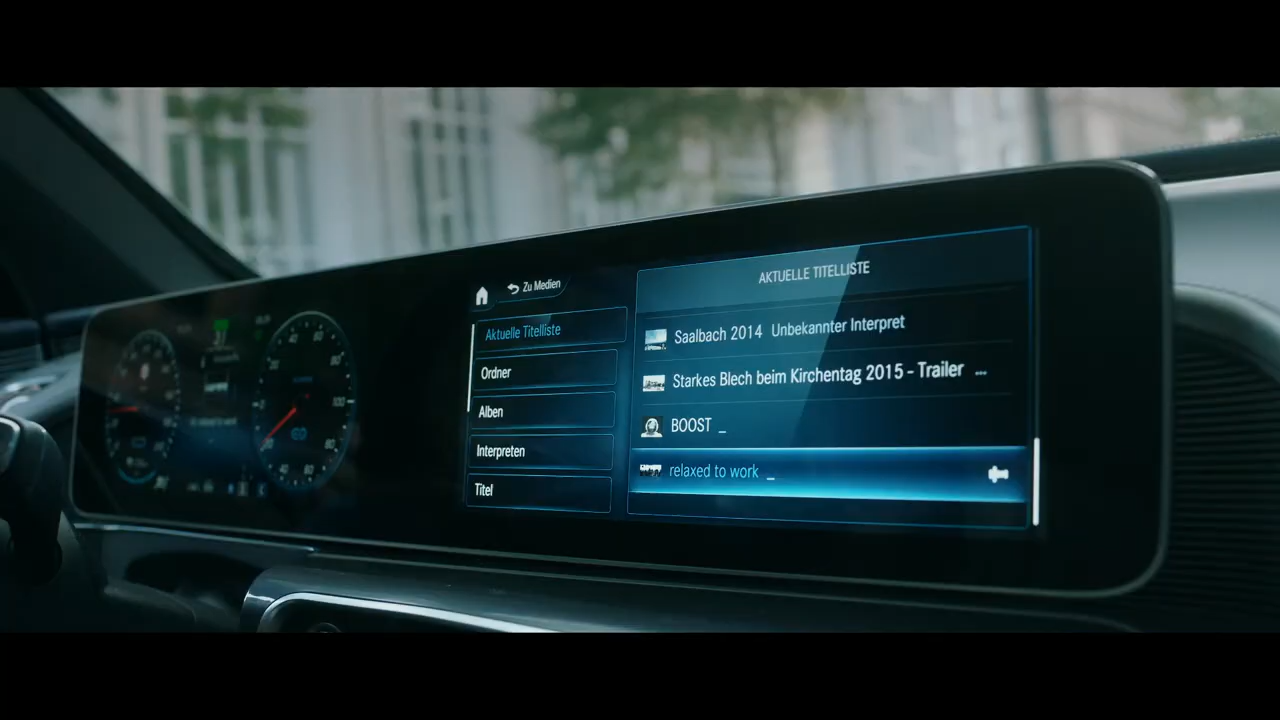 Zu Medien
Aktuelle Titelliste
Ordner
Alben
Interpreten
Titel
AKTUELLE TITELLISTE
Saalbach 2014 Unbekannter Interpret
Starkes Blech beim Kirchentag 2015 - Trailer ...
BOOST _
relaxed to work _